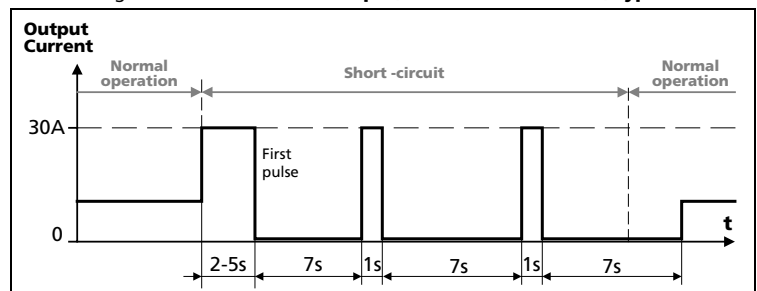 Output
Current
Normal
operation
Short -circuit
Normal
operation
30A
First
pulse
0
t
2-5s
7s
1s
7s
1s
7s